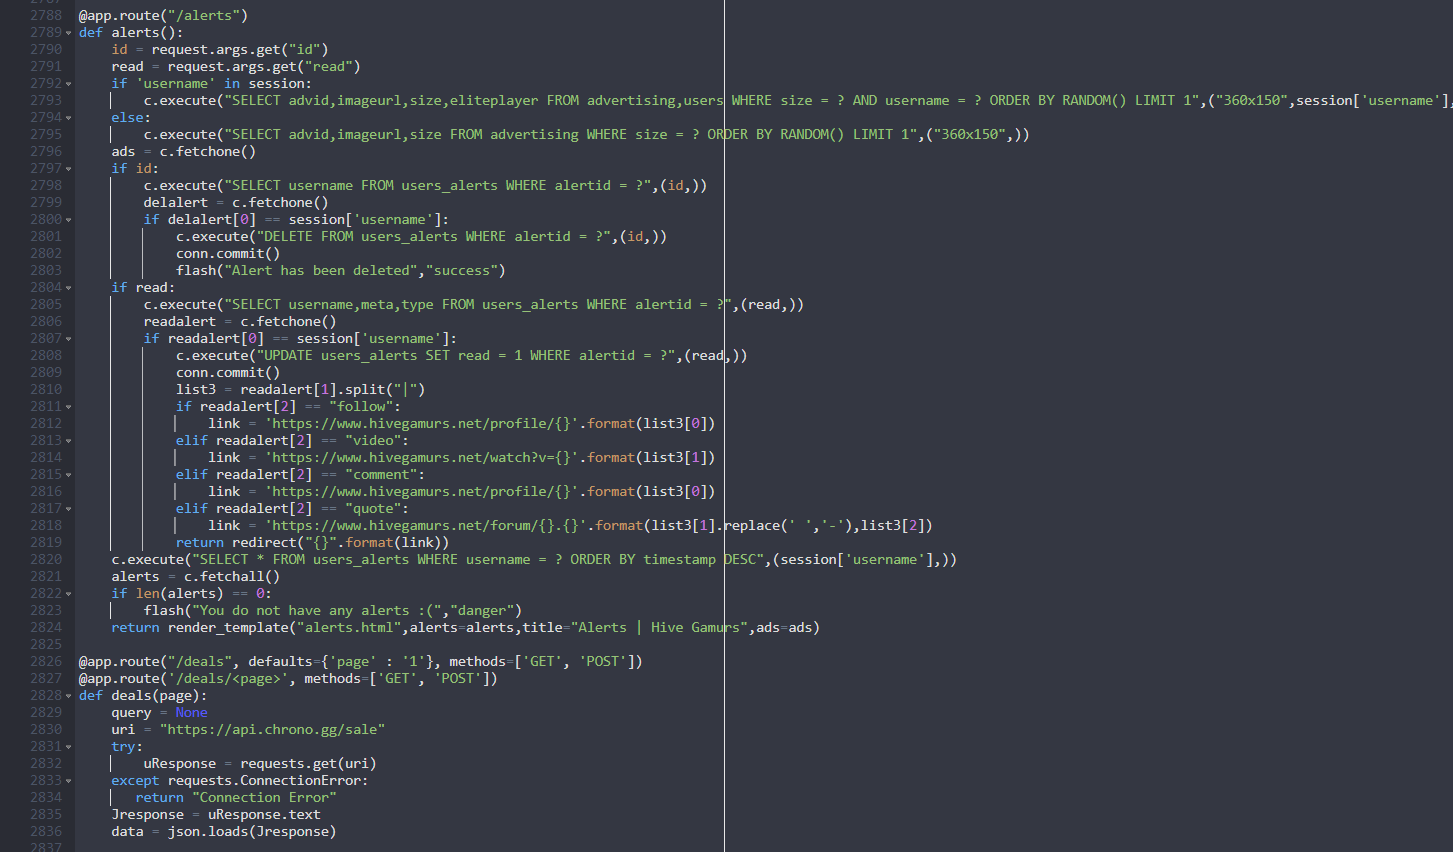 2788 @app.route("/alerts")
2789 def alerts():
2790     id = request.args.get("id")
2791     read = request.args.get("read")
2792     if 'username' in session:
2793         c.execute("SELECT advid,imageurl,size,eliteplayer FROM advertising,users WHERE size = ? AND username = ? ORDER BY RANDOM() LIMIT 1",("360x150",session['username'],
2794     else:
2795         c.execute("SELECT advid,imageurl,size FROM advertising WHERE size = ? ORDER BY RANDOM() LIMIT 1",("360x150",))
2796     ads = c.fetchone()
2797     if id:
2798         c.execute("SELECT username FROM users_alerts WHERE alertid = ?",(id,))
2799         delalert = c.fetchone()
2800         if delalert[0] == session['username']:
2801             c.execute("DELETE FROM users_alerts WHERE alertid = ?",(id,))
2802             conn.commit()
2803             flash("Alert has been deleted","success")
2804     if read:
2805         c.execute("SELECT username,meta,type FROM users_alerts WHERE alertid = ?",(read,))
2806         readalert = c.fetchone()
2807         if readalert[0] == session['username']:
2808             c.execute("UPDATE users_alerts SET read = 1 WHERE alertid = ?",(read,))
2809             conn.commit()
2810             list3 = readalert[1].split("|")
2811             if readalert[2] == "follow":
2812                 link = 'https://www.hivegamurs.net/profile/{}'.format(list3[0])
2813             elif readalert[2] == "video":
2814                 link = 'https://www.hivegamurs.net/watch?v={}'.format(list3[1])
2815             elif readalert[2] == "comment":
2816                 link = 'https://www.hivegamurs.net/profile/{}'.format(list3[0])
2817             elif readalert[2] == "quote":
2818                 link = 'https://www.hivegamurs.net/forum/{}.{}'.format(list3[1].replace(' ','-'),list3[2])
2819             return redirect("{}".format(link))
2820     c.execute("SELECT * FROM users_alerts WHERE username = ? ORDER BY timestamp DESC",(session['username'],))
2821     alerts = c.fetchall()
2822     if len(alerts) == 0:
2823         flash("You do not have any alerts :(","danger")
2824     return render_template("alerts.html",alerts=alerts,title="Alerts | Hive Gamurs",ads=ads)
2825
2826 @app.route("/deals", defaults={'page' : '1'}, methods=['GET', 'POST'])
2827 @app.route('/deals/<page>', methods=['GET', 'POST'])
2828 def deals(page):
2829     query = None
2830     uri = "https://api.chrono.gg/sale"
2831     try:
2832         uResponse = requests.get(uri)
2833     except requests.ConnectionError:
2834        return "Connection Error"
2835     Jresponse = uResponse.text
2836     data = json.loads(Jresponse)
2837